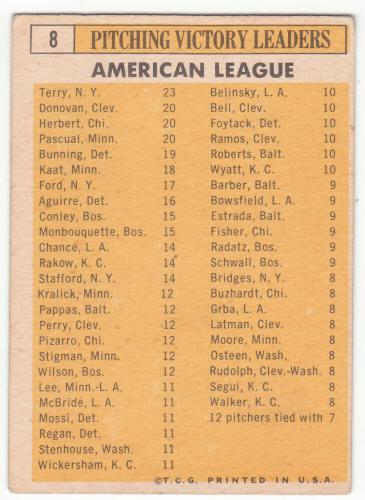 8 PITCHING VICTORY LEADERS
AMERICAN LEAGUE
Terry, N. Y. 23
Donovan, Clev. 20
Herbert, Chi. 20
Pascual, Minn. 20
Bunning, Det. 19
Kaat, Minn. 18
Ford, N. Y. 17
Aguirre, Det. 16
Conley, Bos. 15
Monbouquette, Bos. 15
Chance, L. A. 14
Rakow, K. C. 14
Stafford, N. Y. 14
Kralick, Minn. 12
Pappas, Balt. 12
Perry, Clev. 12
Pizarro, Chi. 12
Stigman, Minn. 12
Wilson, Bos. 12
Lee, Minn.-L. A. 11
McBride, L. A. 11
Mossi, Det. 11
Regan, Det. 11
Stenhouse, Wash. 11
Wickersham, K. C. 11
Belinsky, L. A. 10
Bell, Clev. 10
Foytack, Det. 10
Ramos, Clev. 10
Roberts, Balt. 10
Wyatt, K. C. 10
Barber, Balt. 9
Bowsfield, L. A. 9
Estrada, Balt. 9
Fisher, Chi. 9
Radatz, Bos. 9
Schwall, Bos. 9
Bridges, N. Y. 8
Buzhardt, Chi. 8
Grba, L. A. 8
Latman, Clev. 8
Moore, Minn. 8
Osteen, Wash. 8
Rudolph, Clev.-Wash. 8
Segui, K. C. 8
Walker, K. C. 8
12 pitchers tied with 7
©T.C.G. PRINTED IN U.S.A.